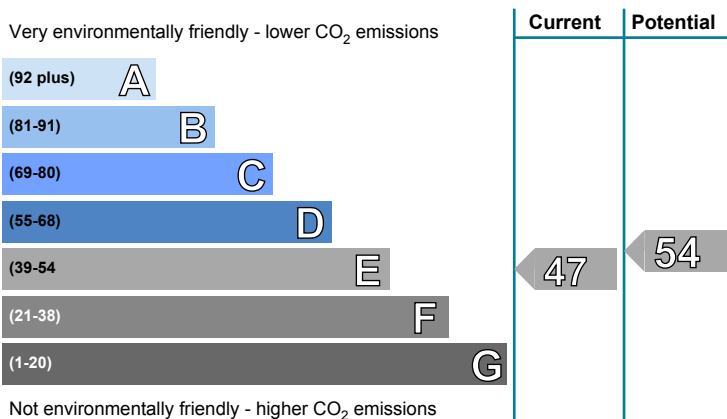 Current Potential
Very environmentally friendly - lower CO2 emissions
(92 plus) A
(81-91) B
(69-80) C
(55-68) D
(39-54 E 47 54
(21-38) F
(1-20) G
Not environmentally friendly - higher CO2 emissions